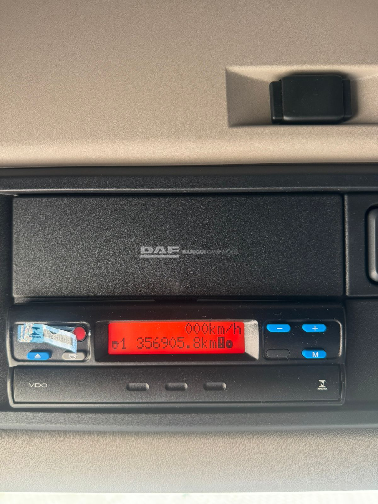 DAF
000km/h
1 356905.8km
− +
M
VDO